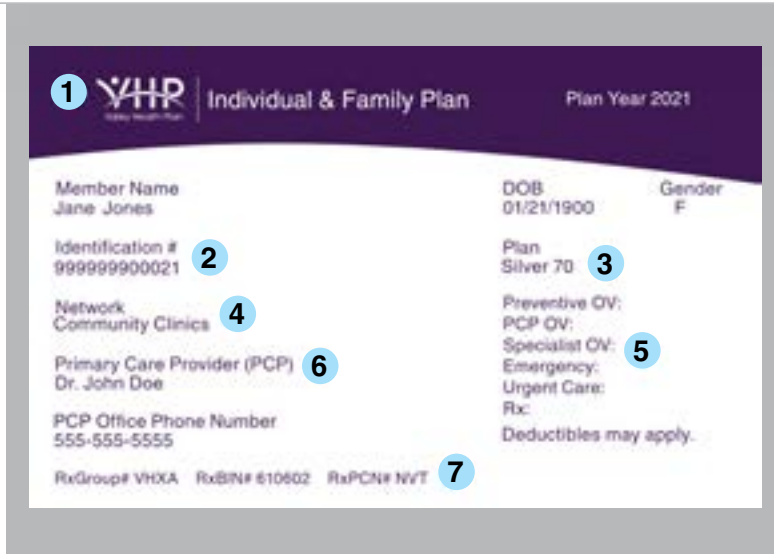 1 VHP Individual & Family Plan Plan Year 2021
Valley Health Plan
Member Name
Jane Jones
DOB Gender
01/21/1900 F
Identification # 2
999999900021
Plan
Silver 70 3
Network
Community Clinics 4
Primary Care Provider (PCP) 6
Dr. John Doe
PCP Office Phone Number
555-555-5555
Preventive OV:
PCP OV:
Specialist OV: 5
Emergency:
Urgent Care:
Rx:
Deductibles may apply.
RxGroup# VHXA RxBIN# 610602 RxPCN# NVT 7